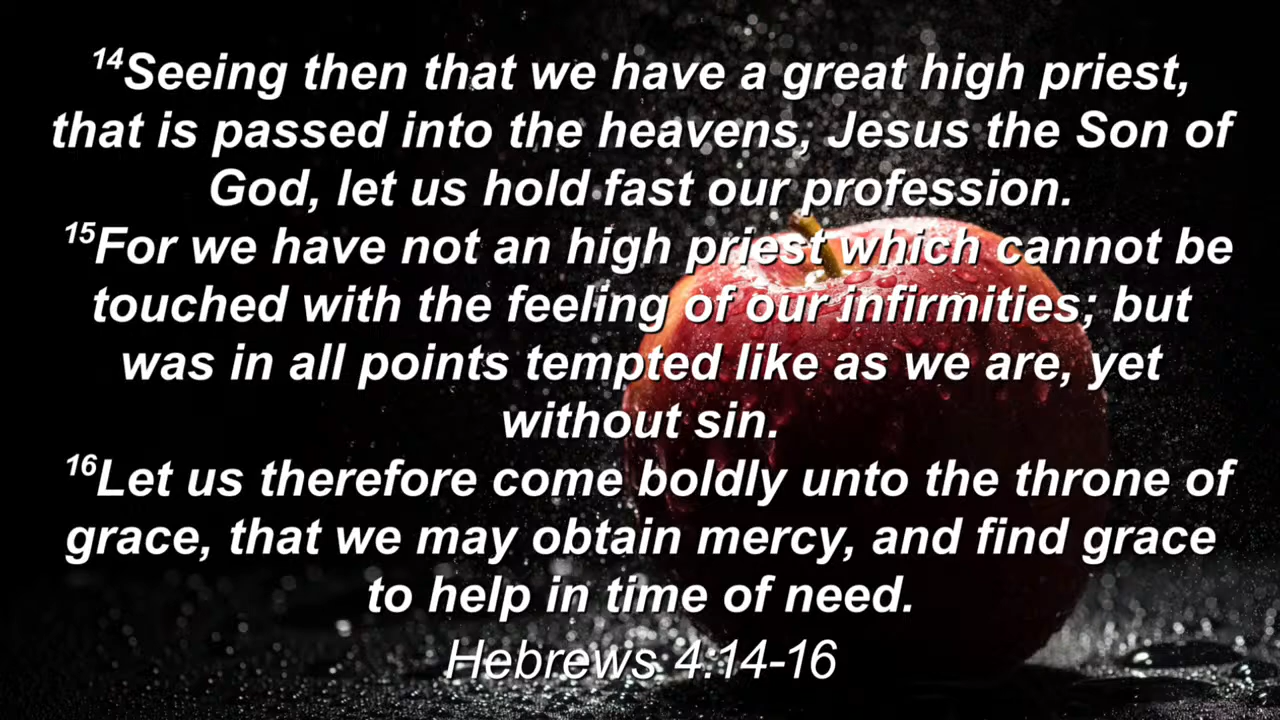 14Seeing then that we have a great high priest,
that is passed into the heavens, Jesus the Son of
God, let us hold fast our profession.
15For we have not an high priest which cannot be
touched with the feeling of our infirmities; but
was in all points tempted like as we are, yet
without sin.
16Let us therefore come boldly unto the throne of
grace, that we may obtain mercy, and find grace
to help in time of need.
Hebrews 4:14-16